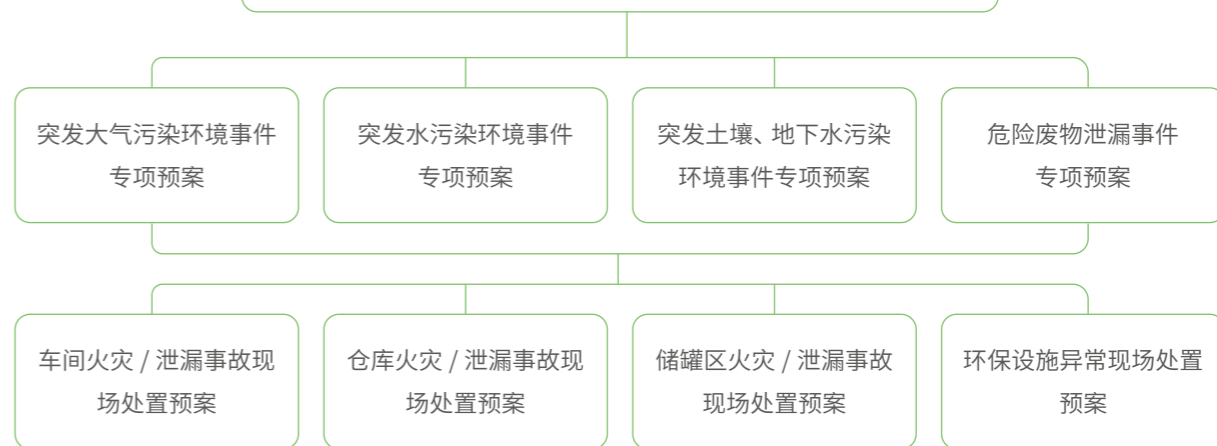 突发大气污染环境事件
专项预案
突发水污染环境事件
专项预案
突发土壤、地下水污染
环境事件专项预案
危险废物泄漏事件
专项预案
车间火灾 / 泄漏事故现
场处置预案
仓库火灾 / 泄漏事故现
场处置预案
储罐区火灾 / 泄漏事故
现场处置预案
环保设施异常现场处置
预案